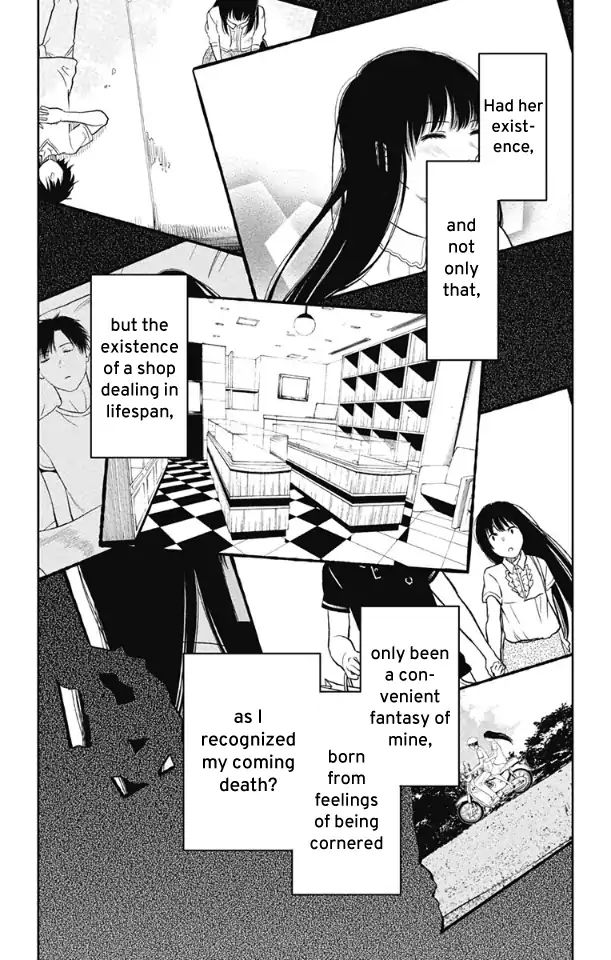 Had her
exist-
ence,
and
not
only
that,
but the
existence
of a shop
dealing in
lifespan,
only been
a con-
venient
fantasy of
mine,
born
from
feelings
of being
cornered
as I
recognized
my coming
death?